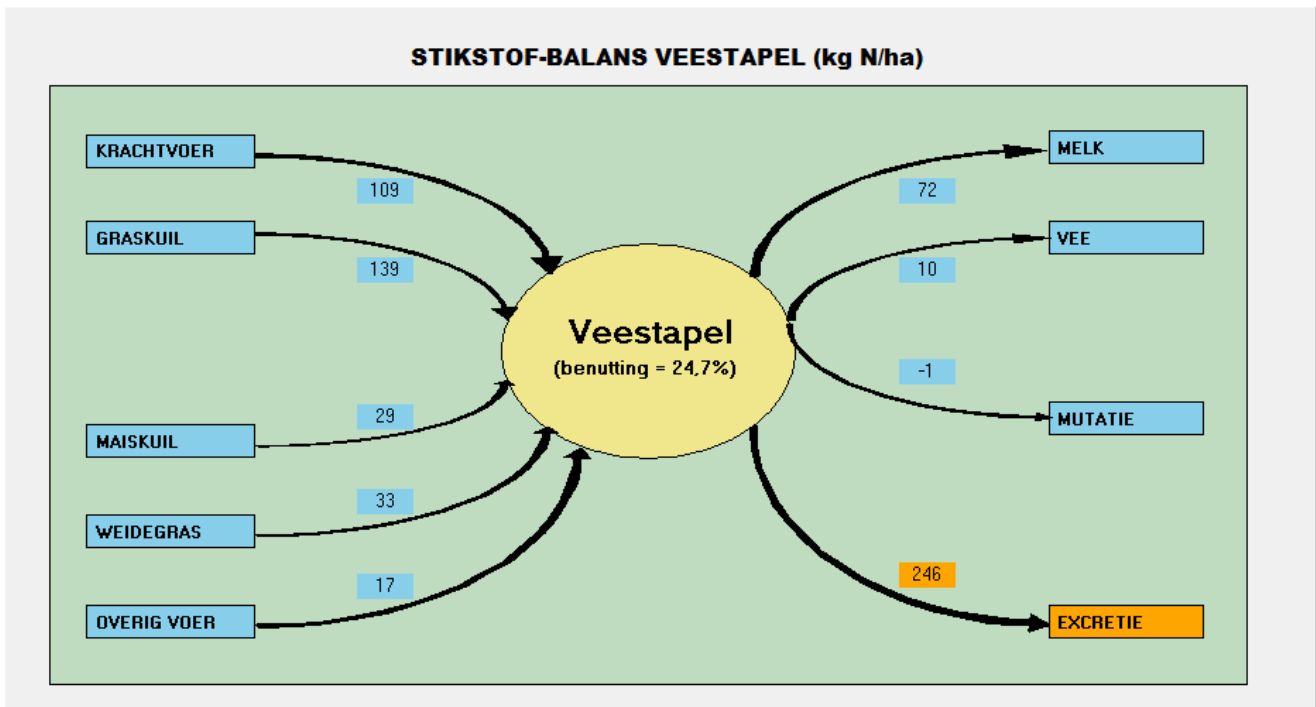 STIKSTOF-BALANS VEESTAPEL (kg N/ha)
KRACHTVOER
109
GRASKUIL
139
MAISKUIL
29
WEIDEGRAS
33
OVERIG VOER
17
Veestapel
(benutting = 24,7%)
MELK
72
VEE
10
-1
MUTATIE
246
EXCRETIE